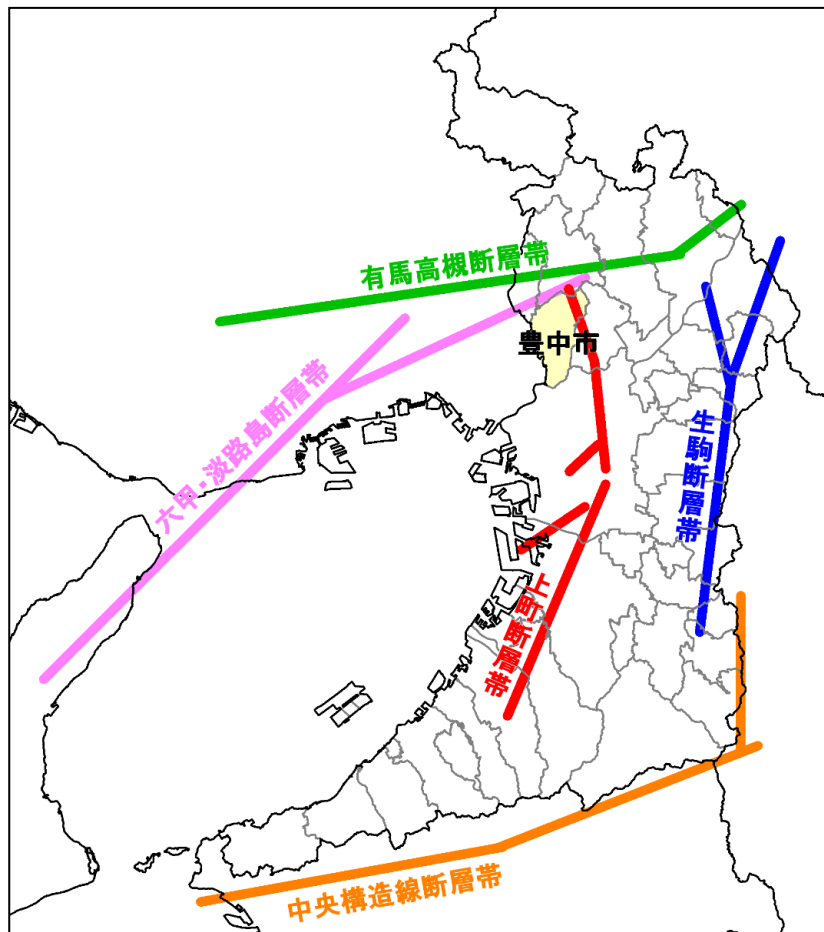 有馬高槻断層帯
豊中市
六甲・淡路島断層帯
生駒断層帯
上町断層帯
中央構造線断層帯